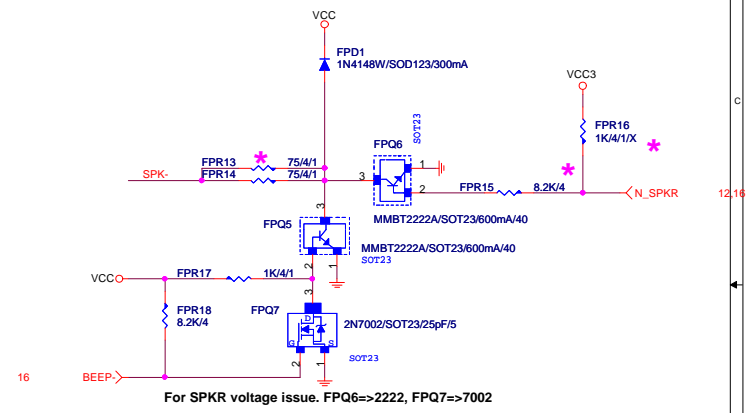 VCC
FPD1
1N4148W/SOD123/300mA
VCC3
C
FPR16
1K/4/1/X
SOT23
FPQ6
FPR13 75/4/1
SPK- FPR14 75/4/1
3
1
2
FPR15 8.2K/4
N_SPKR
12,16
MMBT2222A/SOT23/600mA/40
3
FPQ5
MMBT2222A/SOT23/600mA/40
SOT23
2
1
VCC
FPR17 1K/4/1
3
FPR18
8.2K/4
FPQ7
D
G
S
2N7002/SOT23/25pF/5
SOT23
2
1
16
BEEP-
For SPKR voltage issue. FPQ6=>2222, FPQ7=>7002